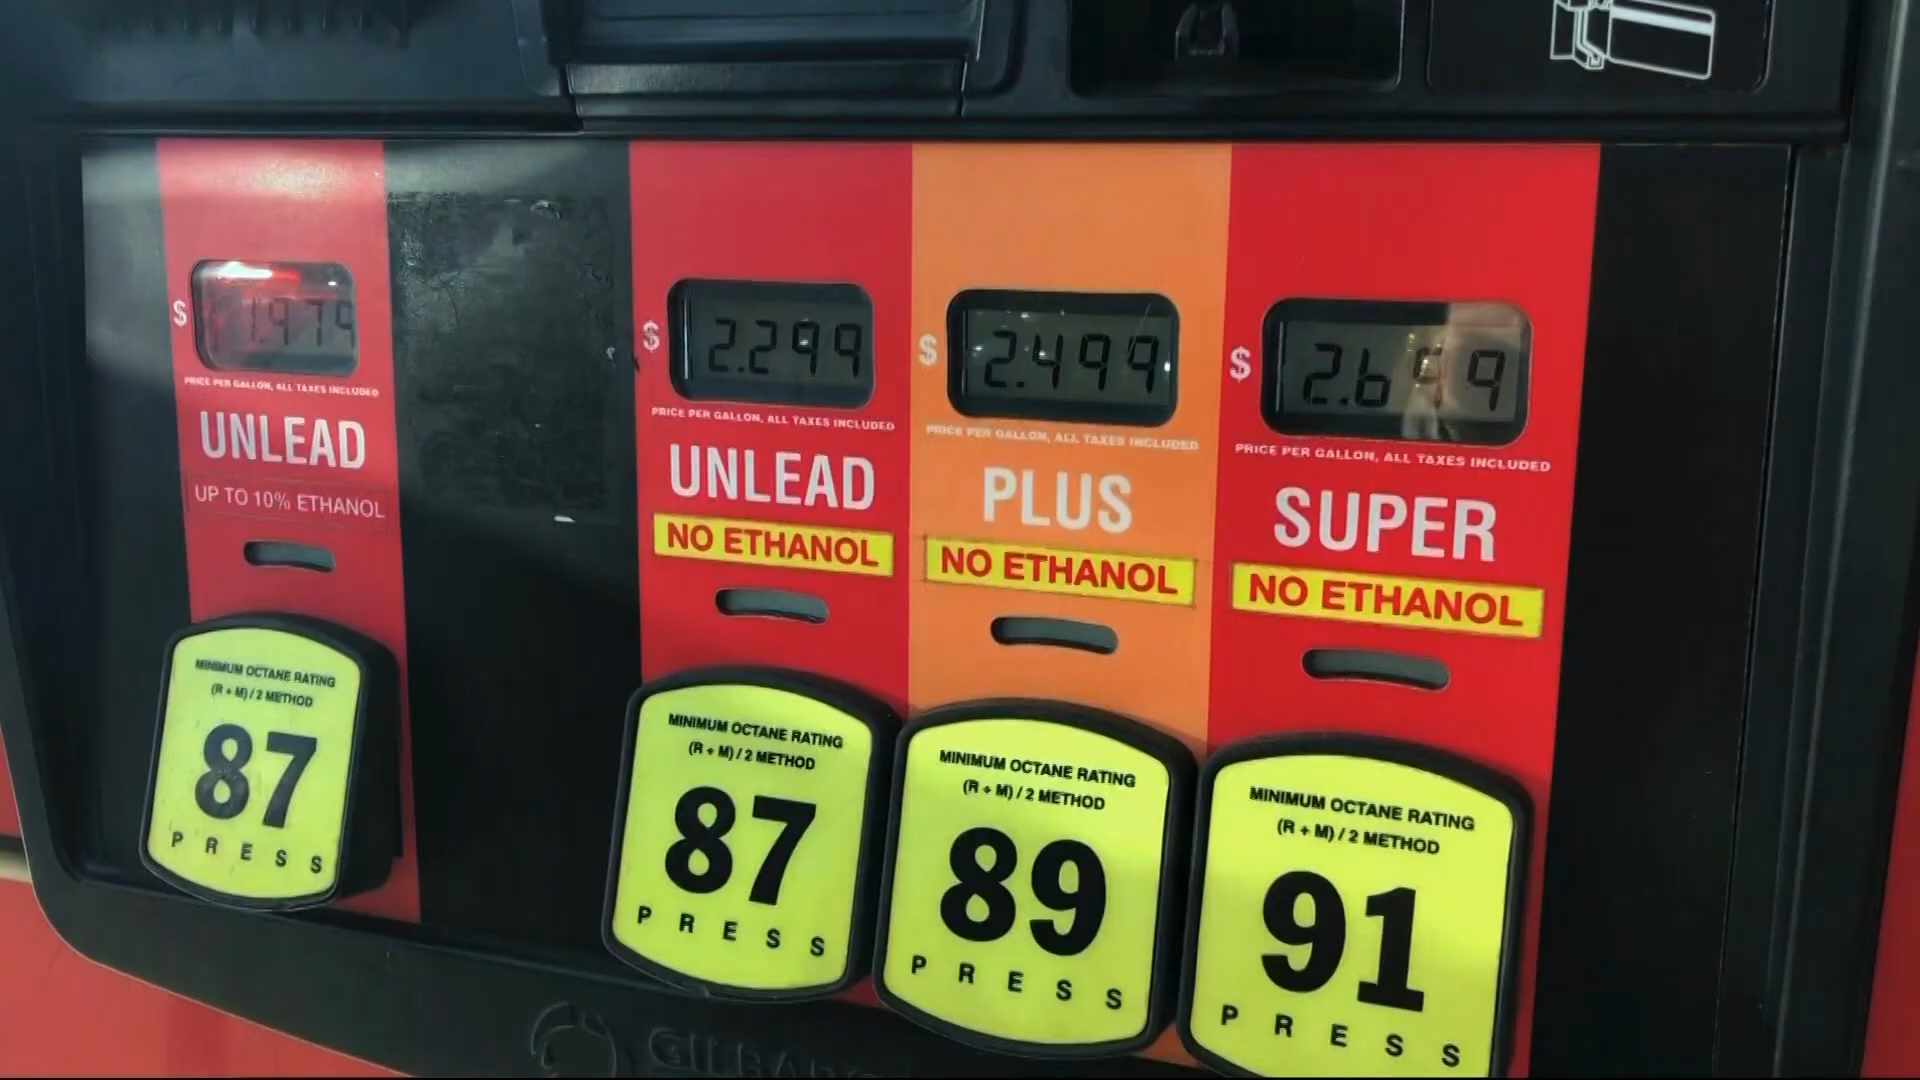 $ 1.979
PRICE PER GALLON, ALL TAXES INCLUDED
UNLEAD
UP TO 10% ETHANOL
MINIMUM OCTANE RATING
(R + M) / 2 METHOD
87
PRESS
$ 2.299
PRICE PER GALLON, ALL TAXES INCLUDED
UNLEAD
NO ETHANOL
MINIMUM OCTANE RATING
(R + M) / 2 METHOD
87
PRESS
$ 2.499
PRICE PER GALLON, ALL TAXES INCLUDED
PLUS
NO ETHANOL
MINIMUM OCTANE RATING
(R + M) / 2 METHOD
89
PRESS
$
PRICE PER GALLON, ALL TAXES INCLUDED
SUPER
NO ETHANOL
MINIMUM OCTANE RATING
(R + M) / 2 METHOD
91
PRESS